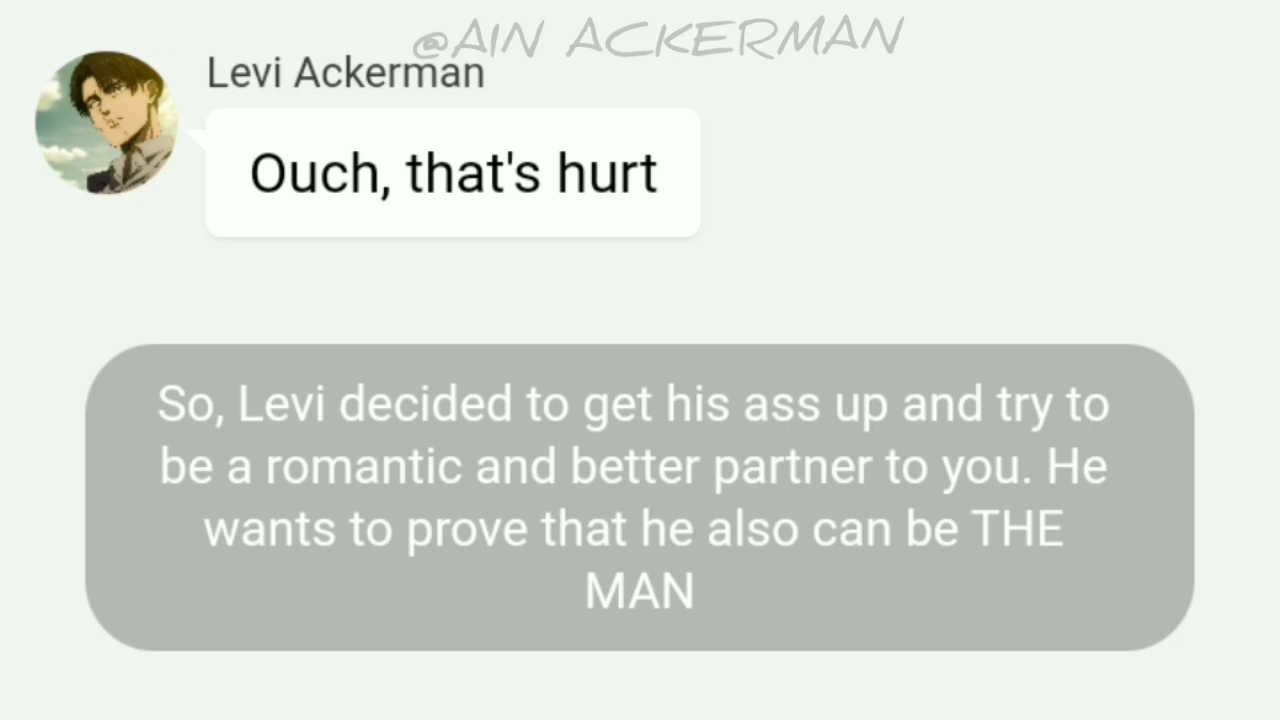 @AIN ACKERMAN
Levi Ackerman
Ouch, that's hurt
So, Levi decided to get his ass up and try to
be a romantic and better partner to you. He
wants to prove that he also can be THE
MAN